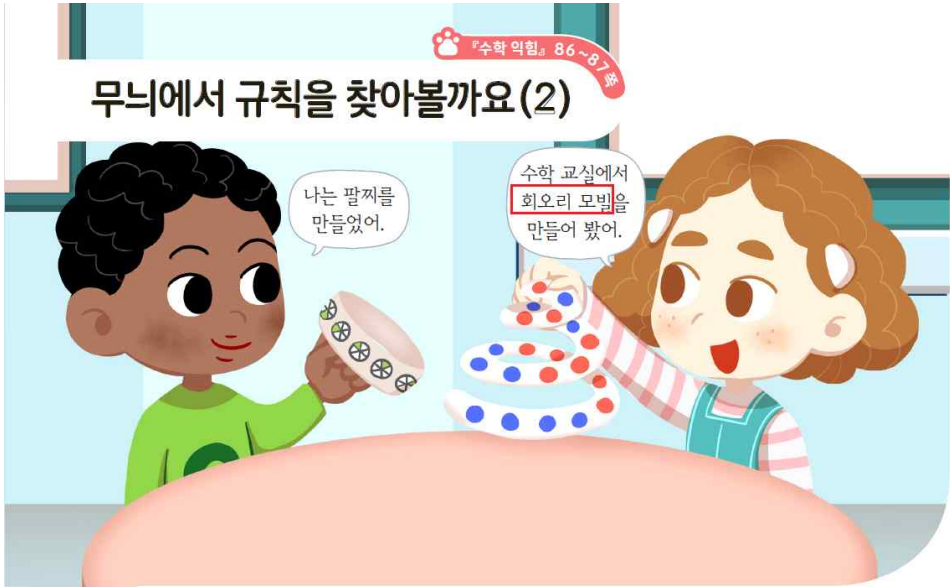 『수학 익힘』 86~87쪽
무늬에서 규칙을 찾아볼까요(2)
나는 팔찌를
만들었어.
수학 교실에서
회오리 모빌을
만들어 봤어.